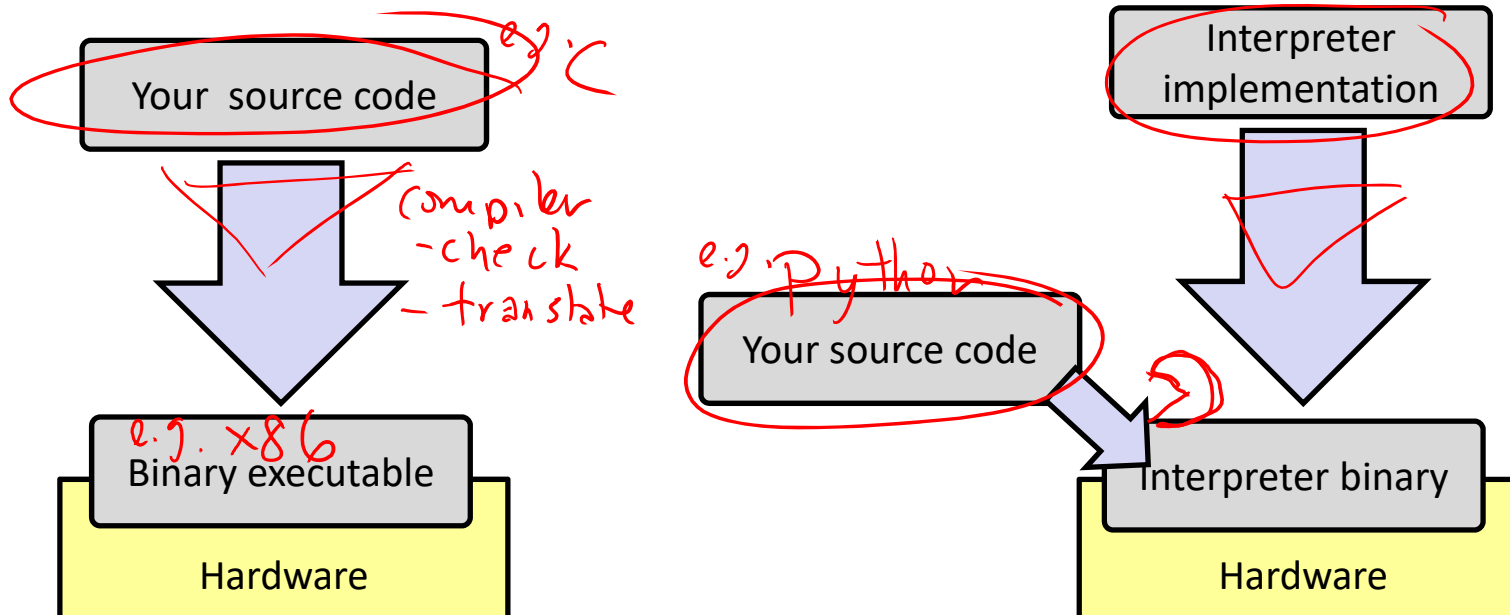 Your source code
e.g. C
compiler
- check
- translate
e.g. x86
Binary executable
Hardware
Interpreter
implementation
e.g. Python
Your source code
Interpreter binary
Hardware